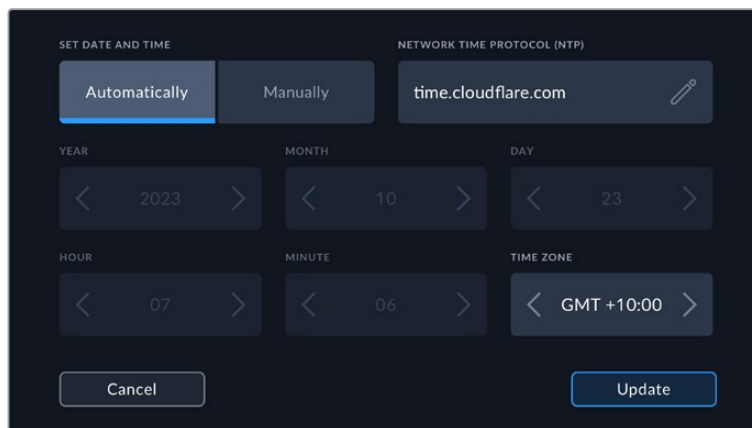 SET DATE AND TIME
NETWORK TIME PROTOCOL (NTP)
Automatically
Manually
time.cloudflare.com
YEAR
MONTH
DAY
2023
10
23
HOUR
MINUTE
TIME ZONE
07
06
GMT +10:00
Cancel
Update